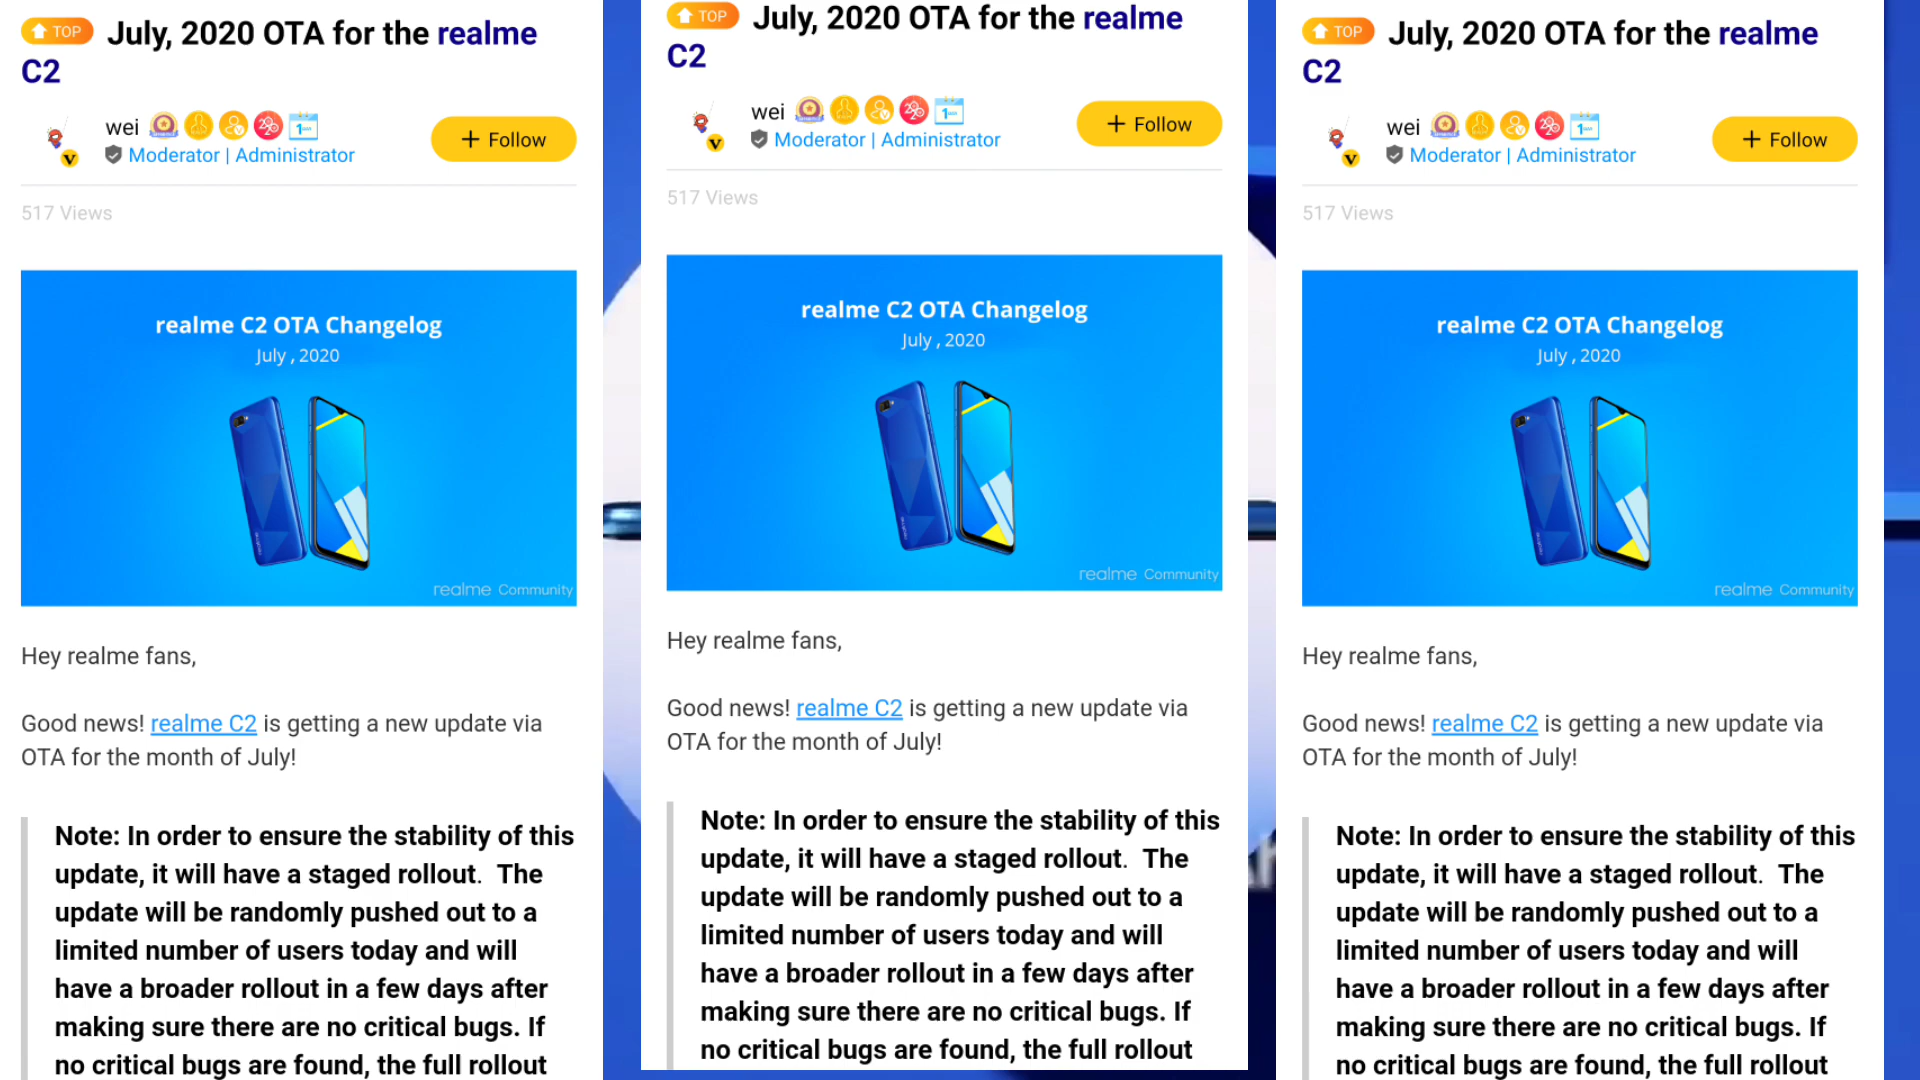 TOP July, 2020 OTA for the realme
C2
wei
Moderator | Administrator
+ Follow
517 Views
realme C2 OTA Changelog
July , 2020
realme
realme Community
Hey realme fans,
Good news! realme C2 is getting a new update via
OTA for the month of July!
Note: In order to ensure the stability of this
update, it will have a staged rollout. The
update will be randomly pushed out to a
limited number of users today and will
have a broader rollout in a few days after
making sure there are no critical bugs. If
no critical bugs are found, the full rollout
TOP July, 2020 OTA for the realme
C2
wei
Moderator | Administrator
+ Follow
517 Views
realme C2 OTA Changelog
July , 2020
realme
realme Community
Hey realme fans,
Good news! realme C2 is getting a new update via
OTA for the month of July!
Note: In order to ensure the stability of this
update, it will have a staged rollout. The
update will be randomly pushed out to a
limited number of users today and will
have a broader rollout in a few days after
making sure there are no critical bugs. If
no critical bugs are found, the full rollout
TOP July, 2020 OTA for the realme
C2
wei
Moderator | Administrator
+ Follow
517 Views
realme C2 OTA Changelog
July , 2020
realme
realme Community
Hey realme fans,
Good news! realme C2 is getting a new update via
OTA for the month of July!
Note: In order to ensure the stability of this
update, it will have a staged rollout. The
update will be randomly pushed out to a
limited number of users today and will
have a broader rollout in a few days after
making sure there are no critical bugs. If
no critical bugs are found, the full rollout